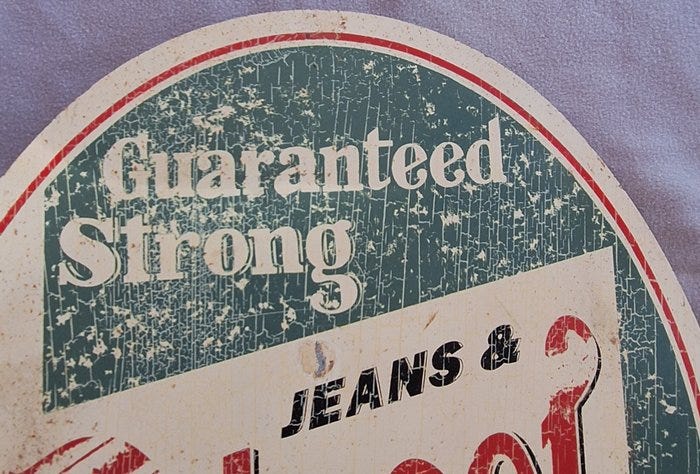 Guaranteed
Strong
JEANS &